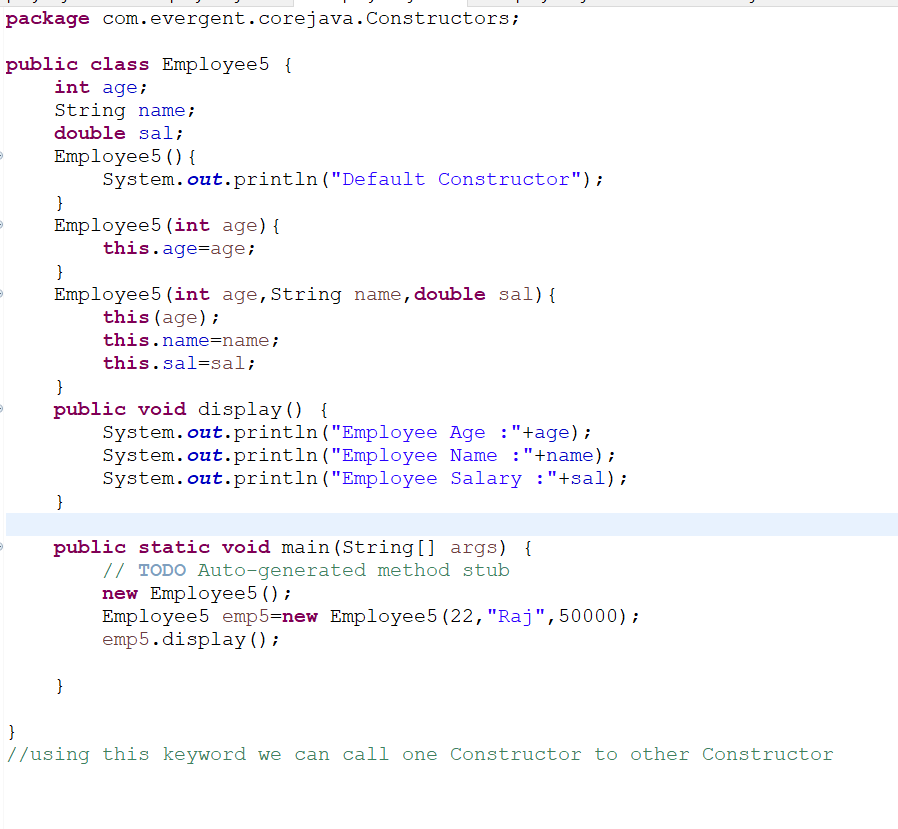 package com.evergent.corejava.Constructors;
public class Employee5 {
int age;
String name;
double sal;
Employee5(){
System.out.println("Default Constructor");
}
Employee5(int age){
this.age=age;
}
Employee5(int age,String name,double sal){
this(age);
this.name=name;
this.sal=sal;
}
public void display() {
System.out.println("Employee Age :"+age);
System.out.println("Employee Name :"+name);
System.out.println("Employee Salary :"+sal);
}
public static void main(String[] args) {
// TODO Auto-generated method stub
new Employee5();
Employee5 emp5=new Employee5(22,"Raj",50000);
emp5.display();
}
}
//using this keyword we can call one Constructor to other Constructor